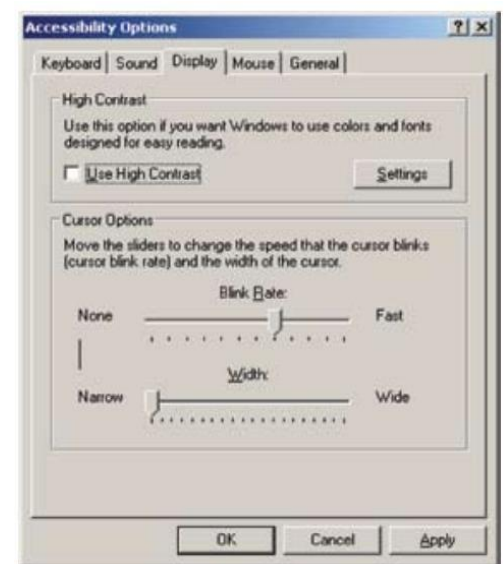 Accessibility Options
Keyboard Sound Display Mouse General
High Contrast
Use this option if you want Windows to use colors and fonts
designed for easy reading.
Use High Contrast
Settings
Cursor Options
Move the sliders to change the speed that the cursor blinks
(cursor blink rate) and the width of the cursor.
Blink Rate:
None Fast
Width:
Narrow Wide
OK Cancel Apply